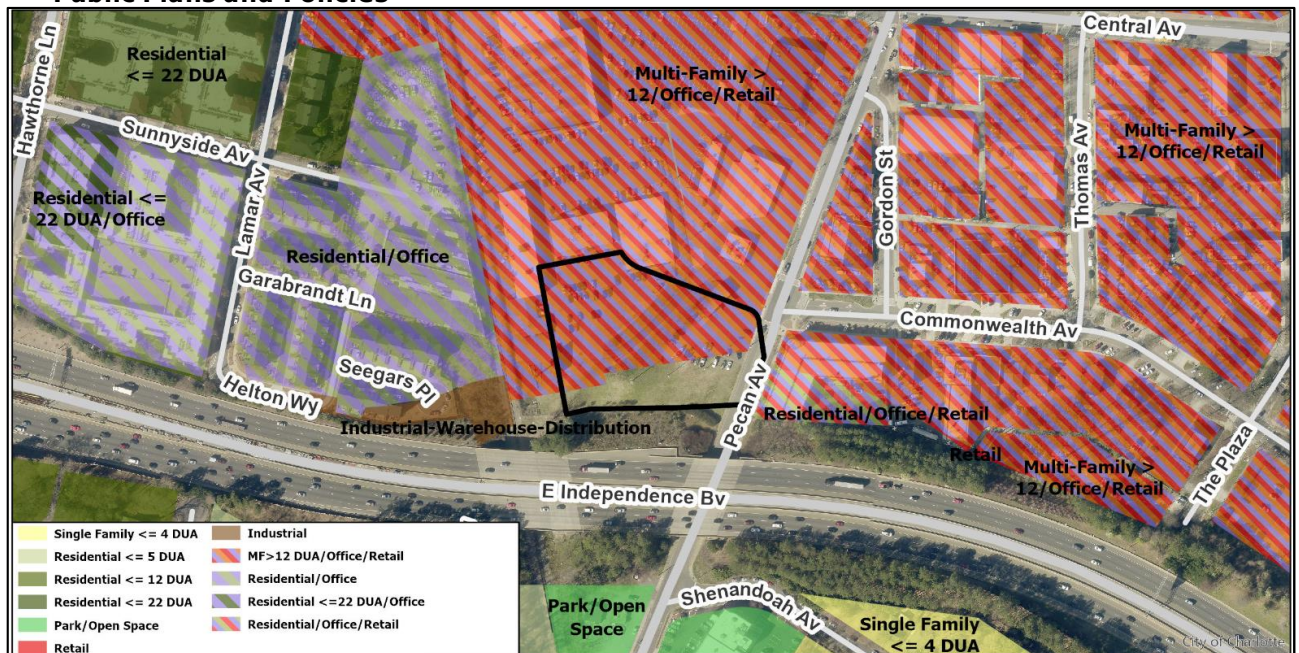 Public Plans and Policies
Central Av
Hawthorne Ln
Residential
<= 22 DUA
Multi-Family >
12/Office/Retail
Sunnyside Av
Lamar Av
Gordon St
Thomas Av
Multi-Family >
12/Office/Retail
Residential <=
22 DUA/Office
Residential/Office
Garabrandt Ln
Commonwealth Av
Seegars Pl
Helton Wy
Pecan Av
Residential/Office/Retail
Industrial-Warehouse-Distribution
Retail
Multi-Family >
12/Office/Retail
The Plaza
E Independence Bv
Single Family <= 4 DUA
Residential <= 5 DUA
Residential <= 12 DUA
Residential <= 22 DUA
Park/Open Space
Retail
Industrial
MF>12 DUA/Office/Retail
Residential/Office
Residential <=22 DUA/Office
Residential/Office/Retail
Park/Open
Space
Shenandoah Av
Single Family
<= 4 DUA
City of Charlotte